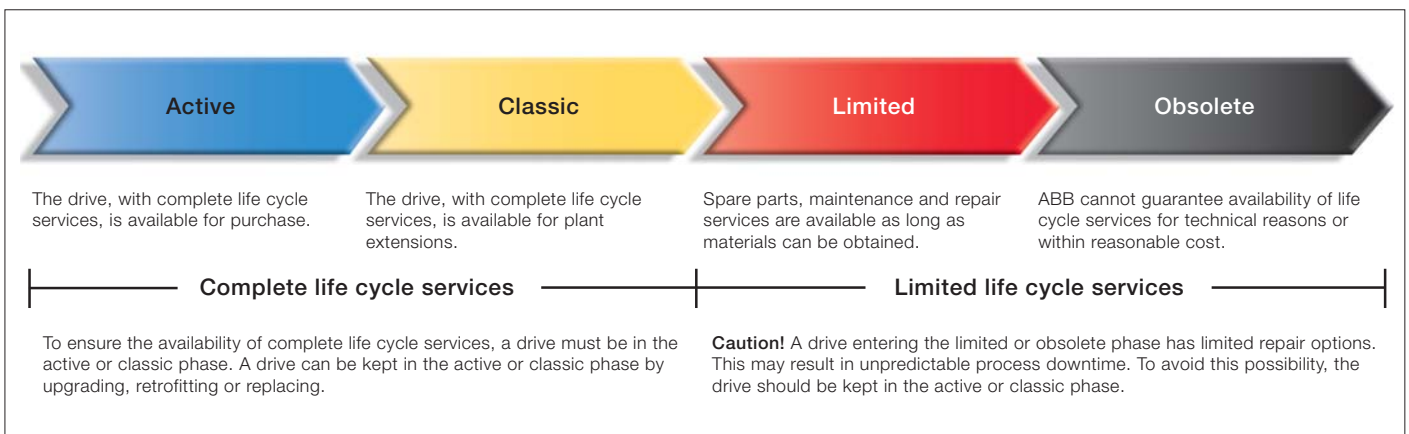 Active
Classic
Limited
Obsolete
The drive, with complete life cycle
services, is available for purchase.
The drive, with complete life cycle
services, is available for plant
extensions.
Spare parts, maintenance and repair
services are available as long as
materials can be obtained.
ABB cannot guarantee availability of life
cycle services for technical reasons or
within reasonable cost.
Complete life cycle services
Limited life cycle services
To ensure the availability of complete life cycle services, a drive must be in the
active or classic phase. A drive can be kept in the active or classic phase by
upgrading, retrofitting or replacing.
Caution! A drive entering the limited or obsolete phase has limited repair options.
This may result in unpredictable process downtime. To avoid this possibility, the
drive should be kept in the active or classic phase.